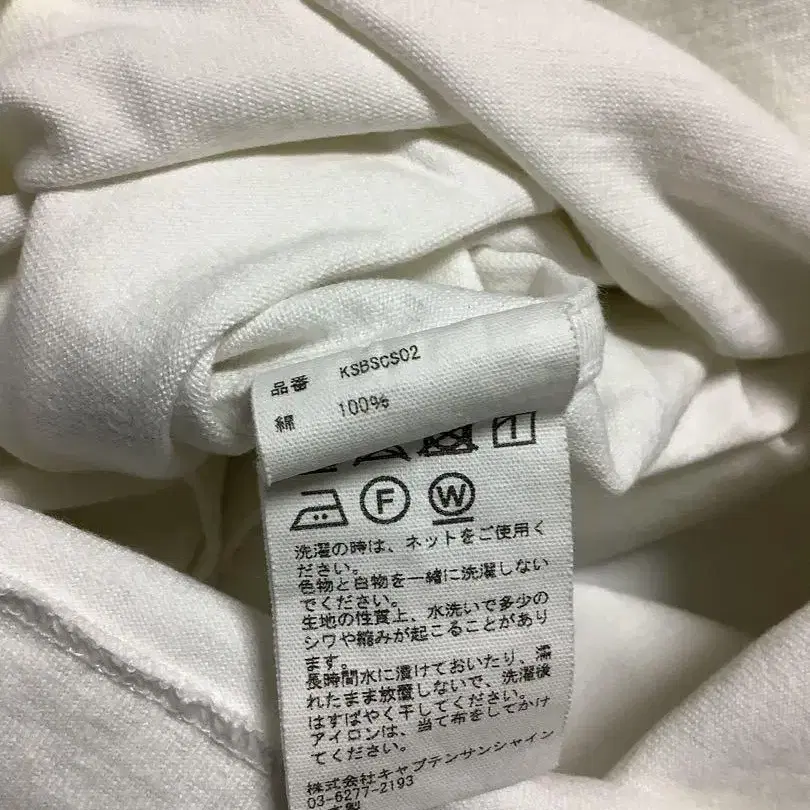 品番 KSBSCS02
綿 100%
F W
洗濯の時は、ネットをご使用く
ださい。
色物と白物を一緒に洗濯しない
でください。
生地の性質上、水洗いで多少の
シワや縮みが起こることがあり
ます。
長時間水に漬けておいたり、濡
れたまま放置しないで、洗濯後
はすばやく干してください。
アイロンは、当て布をしてかけ
てください。
株式会社キャプテンサンシャイン
03-6277-2193